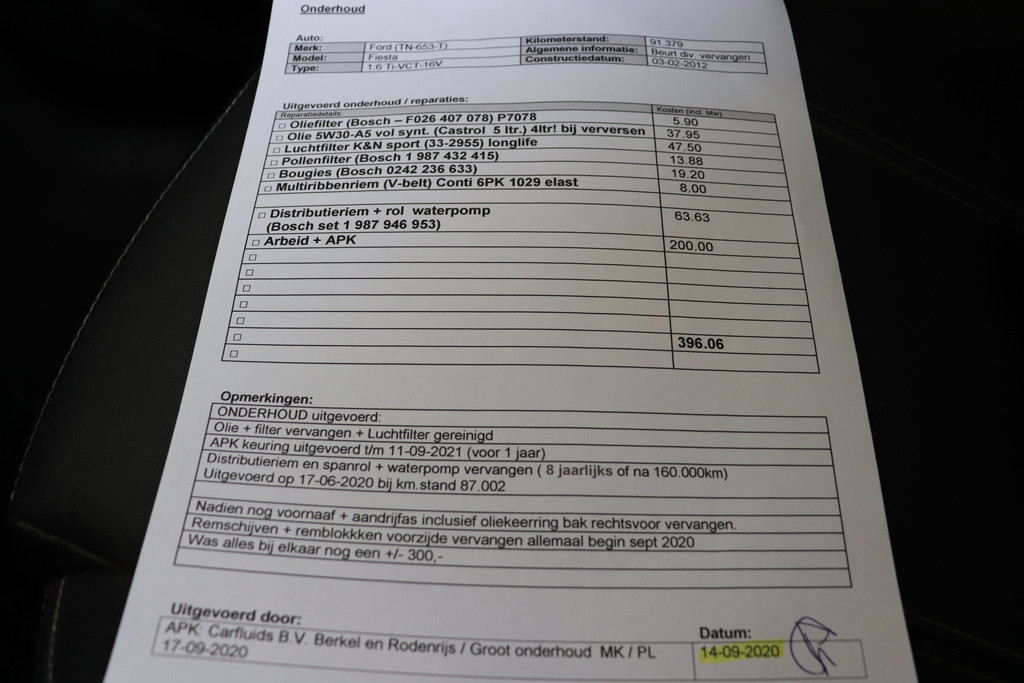 Onderhoud
Auto:
Merk: Ford (TN-653-T) Kilometerstand: 91.379
Model: Fiesta Algemene informatie: Beurt div. vervangen
Type: 1.6 Ti-VCT-16V Constructiedatum: 03-02-2012
Uitgevoerd onderhoud / reparaties:
Reparatiedetails: Kosten (incl. btw)
□ Oliefilter (Bosch – F026 407 078) P7078 5.90
□ Olie 5W30-A5 vol synt. (Castrol 5 ltr.) 4ltr! bij verversen 37.95
□ Luchtfilter K&N sport (33-2955) longlife 47.50
□ Pollenfilter (Bosch 1 987 432 415) 13.88
□ Bougies (Bosch 0242 236 633) 19.20
□ Multiribbenriem (V-belt) Conti 6PK 1029 elast 8.00
□ Distributieriem + rol waterpomp 63.63
(Bosch set 1 987 946 953)
□ Arbeid + APK 200.00
□
□
□
□
□
□ 396.06
□
Opmerkingen:
ONDERHOUD uitgevoerd:
Olie + filter vervangen + Luchtfilter gereinigd
APK keuring uitgevoerd t/m 11-09-2021 (voor 1 jaar)
Distributieriem en spanrol + waterpomp vervangen ( 8 jaarlijks of na 160.000km)
Uitgevoerd op 17-06-2020 bij km.stand 87.002
Nadien nog voornaaf + aandrijfas inclusief oliekeerring bak rechtsvoor vervangen.
Remschijven + remblokkken voorzijde vervangen allemaal begin sept 2020
Was alles bij elkaar nog een +/- 300,-
Uitgevoerd door: Datum:
APK: Carfluids B.V. Berkel en Rodenrijs / Groot onderhoud MK / PL 14-09-2020
17-09-2020